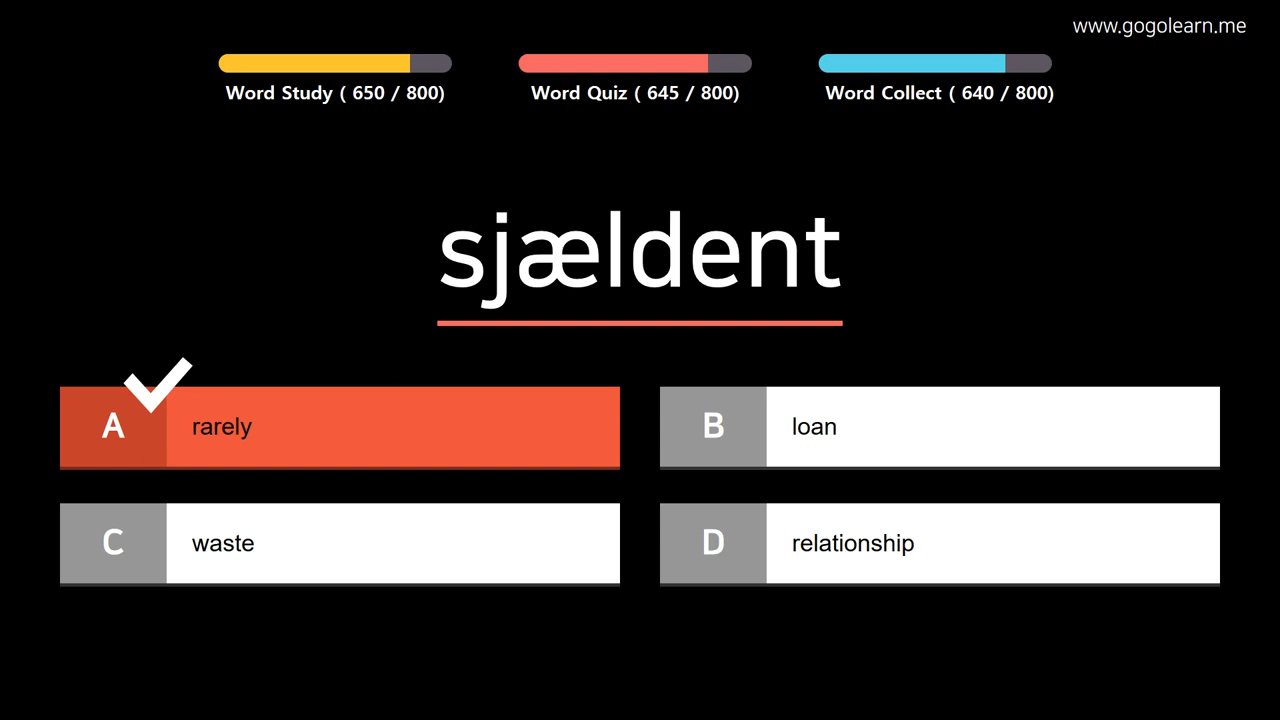 www.gogolearn.me
Word Study ( 650 / 800)
Word Quiz ( 645 / 800)
Word Collect ( 640 / 800)
sjældent
A rarely
B loan
C waste
D relationship